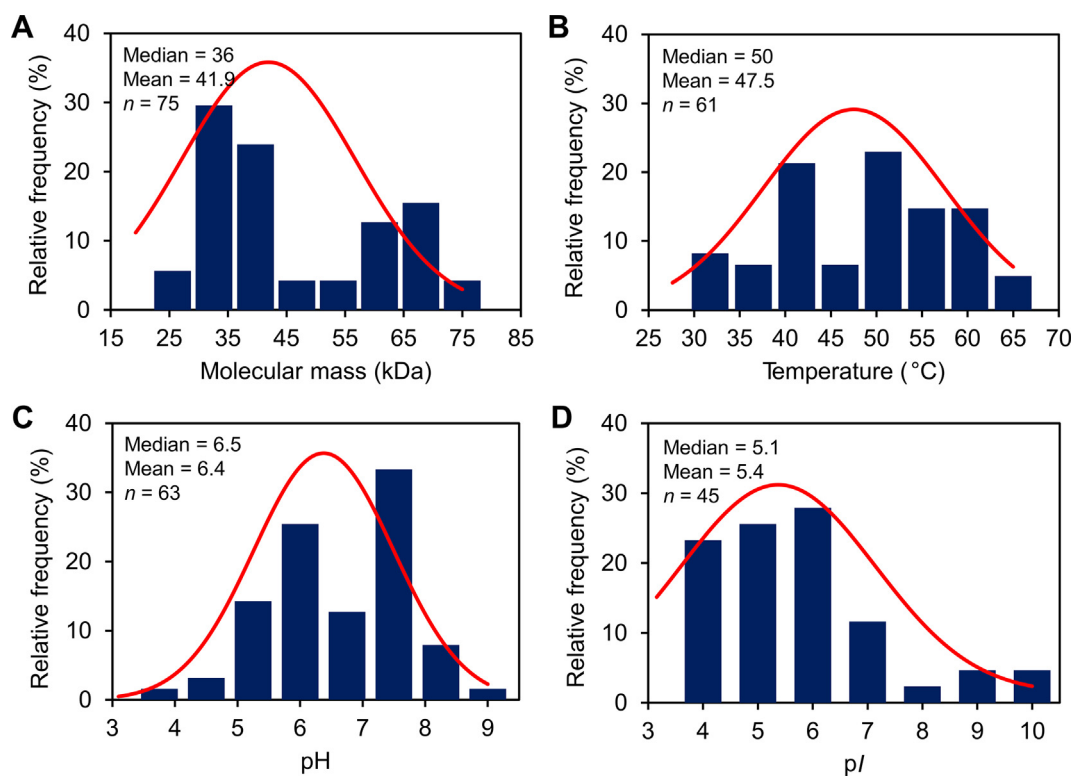 A
Median = 36
Mean = 41.9
n = 75
40
30
20
10
0
Relative frequency (%)
15 25 35 45 55 65 75 85
Molecular mass (kDa)
B
Median = 50
Mean = 47.5
n = 61
40
30
20
10
0
Relative frequency (%)
25 30 35 40 45 50 55 60 65 70
Temperature (°C)
C
Median = 6.5
Mean = 6.4
n = 63
40
30
20
10
0
Relative frequency (%)
3 4 5 6 7 8 9
pH
D
Median = 5.1
Mean = 5.4
n = 45
40
30
20
10
0
Relative frequency (%)
3 4 5 6 7 8 9 10
pI